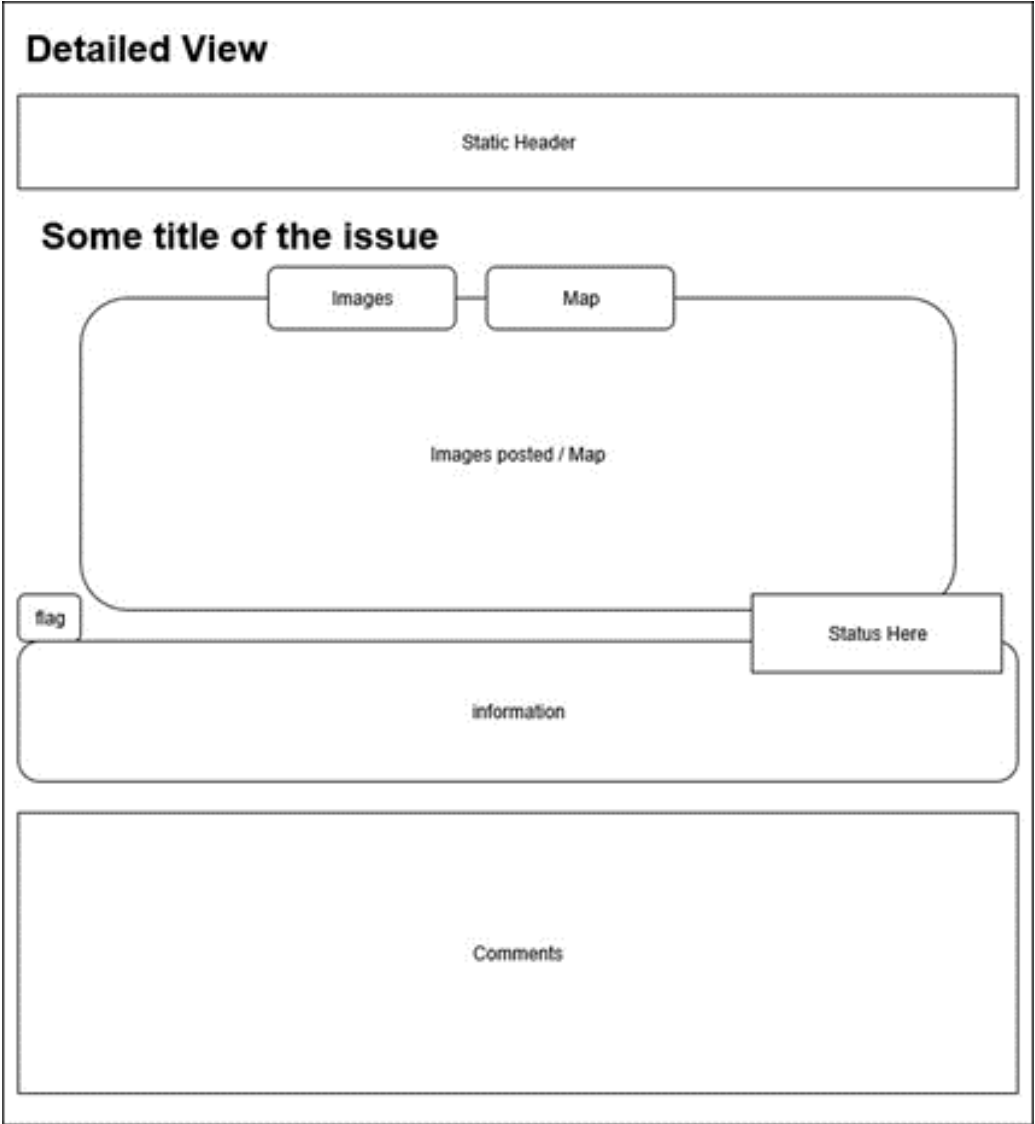 Detailed View
Static Header
Some title of the issue
Images
Map
Images posted / Map
flag
Status Here
information
Comments